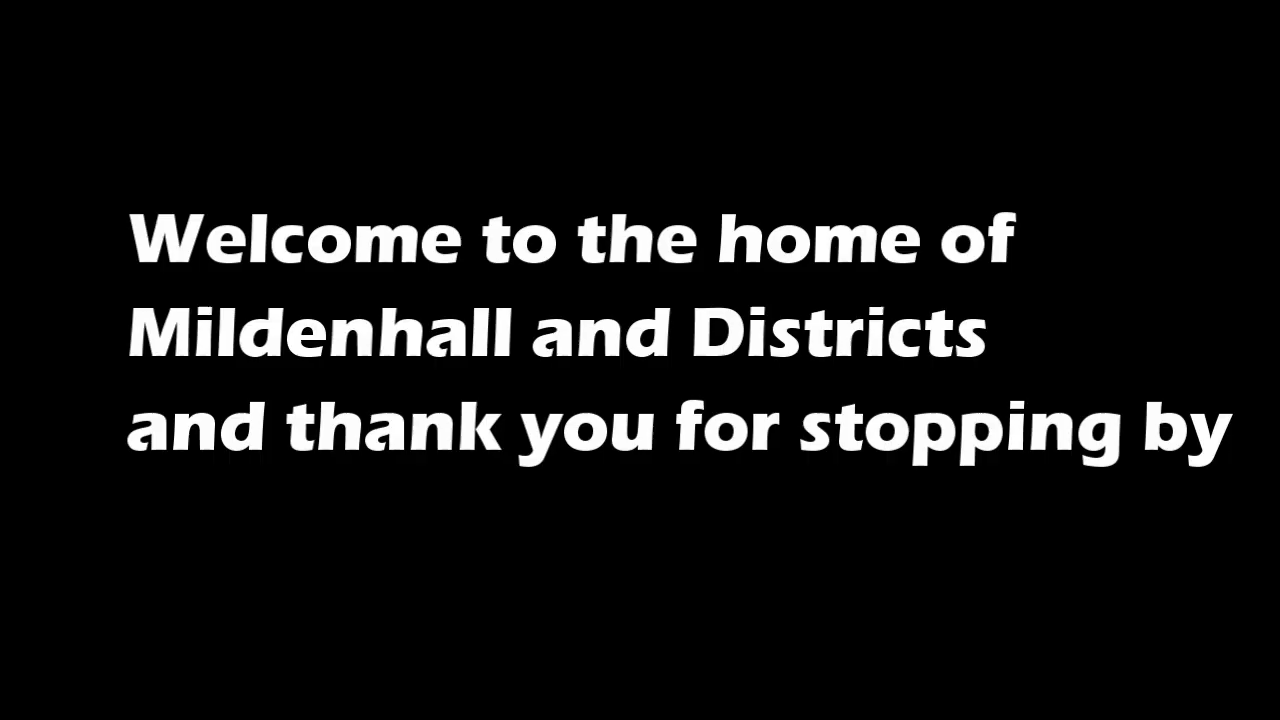 Welcome to the home of
Mildenhall and Districts
and thank you for stopping by